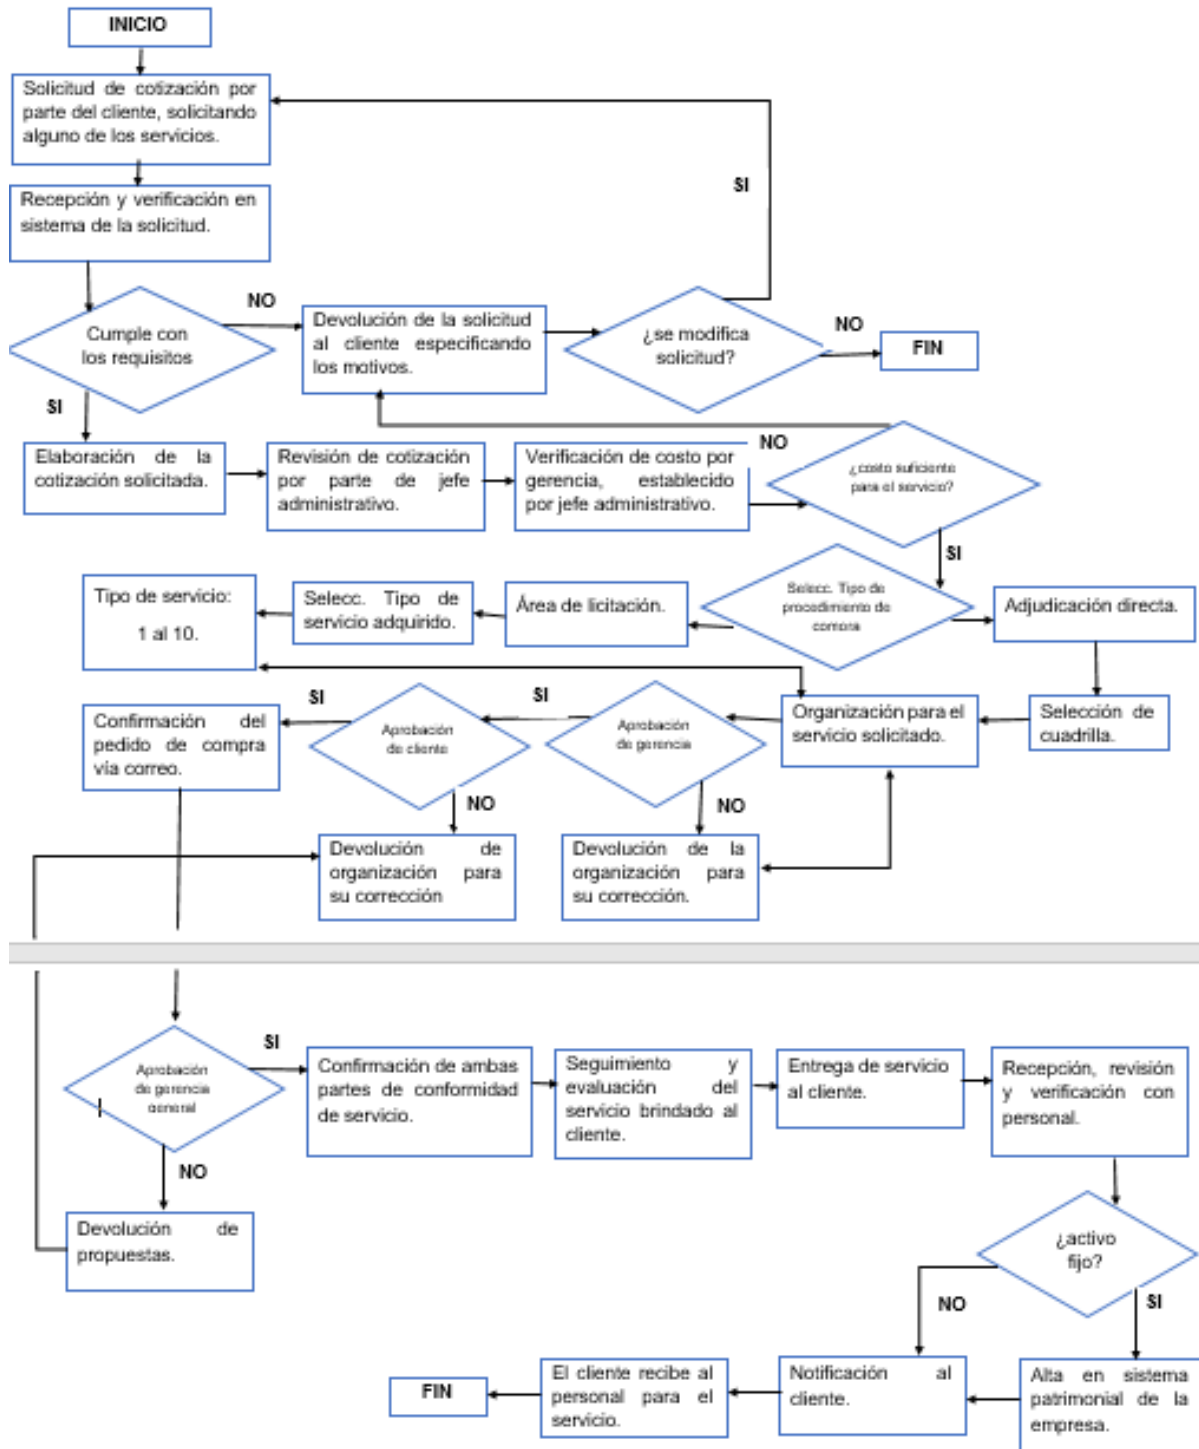 INICIO
Solicitud de cotización por
parte del cliente, solicitando
alguno de los servicios.
SI
Recepción y verificación en
sistema de la solicitud.
NO
Cumple con
los requisitos
Devolución de la solicitud
al cliente especificando
los motivos.
¿se modifica
solicitud?
NO
FIN
SI
Elaboración de la
cotización solicitada.
Revisión de cotización
por parte de jefe
administrativo.
Verificación de costo por
gerencia, establecido
por jefe administrativo.
NO
¿costo suficiente
para el servicio?
SI
Tipo de servicio:
1 al 10.
Selecc. Tipo de
servicio adquirido.
Área de licitación.
Selecc. Tipo de
procedimiento de
compra
Adjudicación directa.
SI
SI
Confirmación del
pedido de compra
vía correo.
Aprobación
de cliente
Aprobación
de gerencia
Organización para el
servicio solicitado.
Selección de
cuadrilla.
NO
NO
Devolución de
organización para
su corrección
Devolución de la
organización para
su corrección.
SI
Aprobación
de gerencia
general
Confirmación de ambas
partes de conformidad
de servicio.
Seguimiento y
evaluación del
servicio brindado al
cliente.
Entrega de servicio
al cliente.
Recepción, revisión
y verificación con
personal.
NO
Devolución de
propuestas.
¿activo
fijo?
NO
SI
FIN
El cliente recibe al
personal para el
servicio.
Notificación al
cliente.
Alta en sistema
patrimonial de la
empresa.